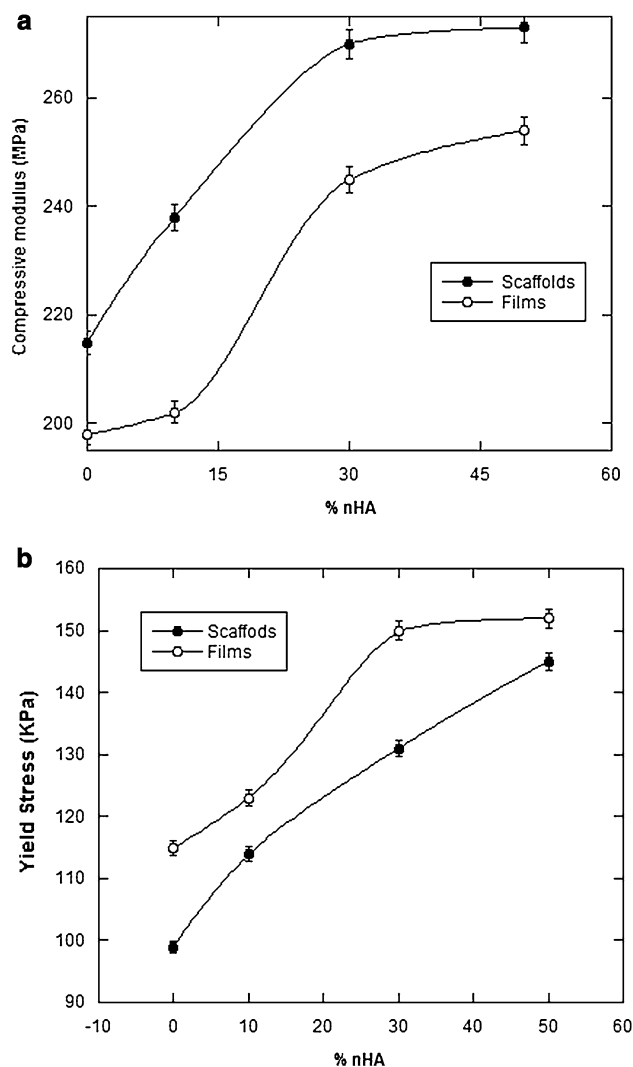 a
Compressive modulus (MPa)
260
240
220
200
0
15
30
45
60
% nHA
Scaffolds
Films
b
Yield Stress (KPa)
160
150
140
130
120
110
100
90
-10
0
10
20
30
40
50
60
% nHA
Scaffods
Films